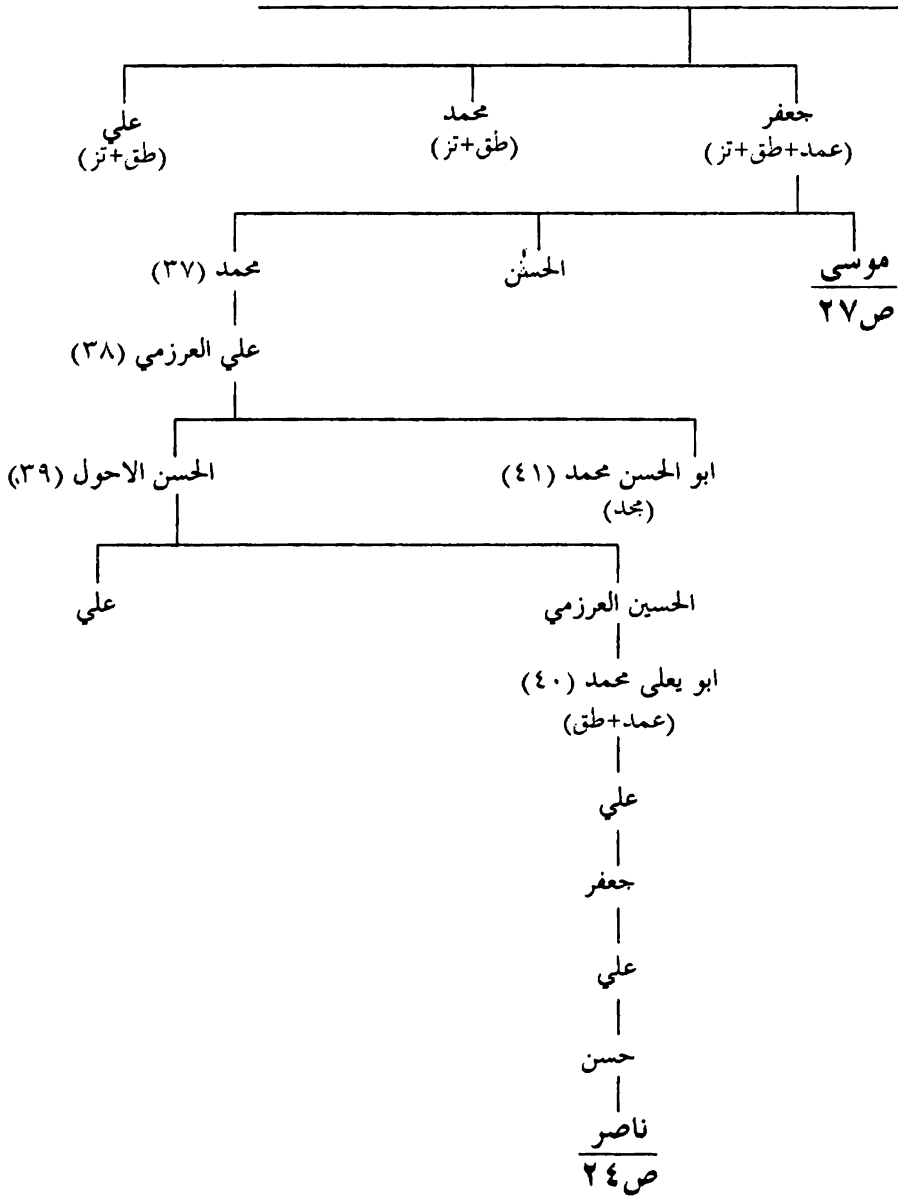 جعفر
(عمد+طق+تز)
محمد
(طق+تز)
علي
(طق+تز)
موسى
ص٢٧
الحسن
محمد (٣٧)
علي العرزمي (٣٨)
ابو الحسن محمد (٤١)
(مجد)
الحسن الاحول (٣٩)
الحسين العرزمي
علي
ابو يعلى محمد (٤٠)
(عمد+طق)
علي
جعفر
علي
حسن
ناصر
ص٢٤